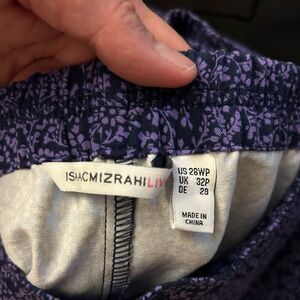 ISAACMIZRAHILIVE
US 28WP
UK 32P
DE 29
MADE IN
CHINA